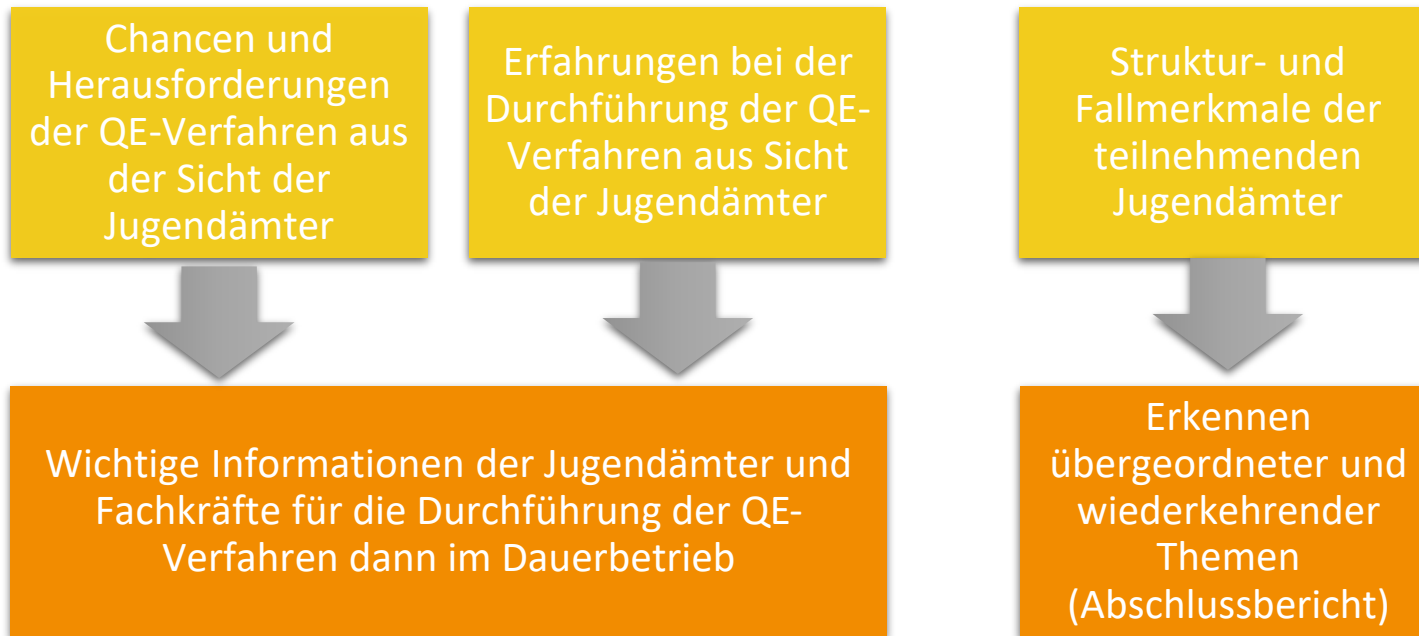 Chancen und
Herausforderungen
der QE-Verfahren aus
der Sicht der
Jugendämter
Erfahrungen bei der
Durchführung der QE-
Verfahren aus Sicht
der Jugendämter
Struktur- und
Fallmerkmale der
teilnehmenden
Jugendämter
Wichtige Informationen der Jugendämter und
Fachkräfte für die Durchführung der QE-
Verfahren dann im Dauerbetrieb
Erkennen
übergeordneter und
wiederkehrender
Themen
(Abschlussbericht)